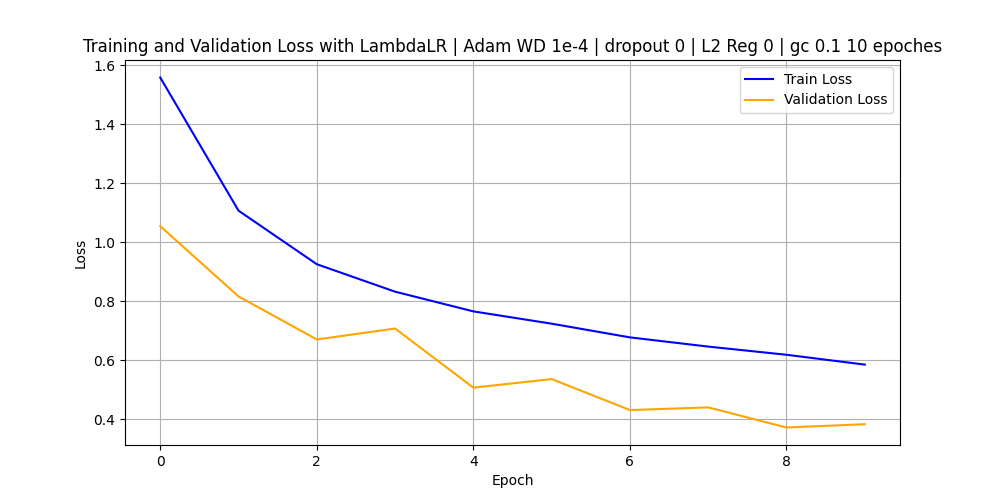 Training and Validation Loss with LambdaLR | Adam WD 1e-4 | dropout 0 | L2 Reg 0 | gc 0.1 10 epoches
Train Loss
Validation Loss
Loss
1.6
1.4
1.2
1.0
0.8
0.6
0.4
0 2 4 6 8
Epoch